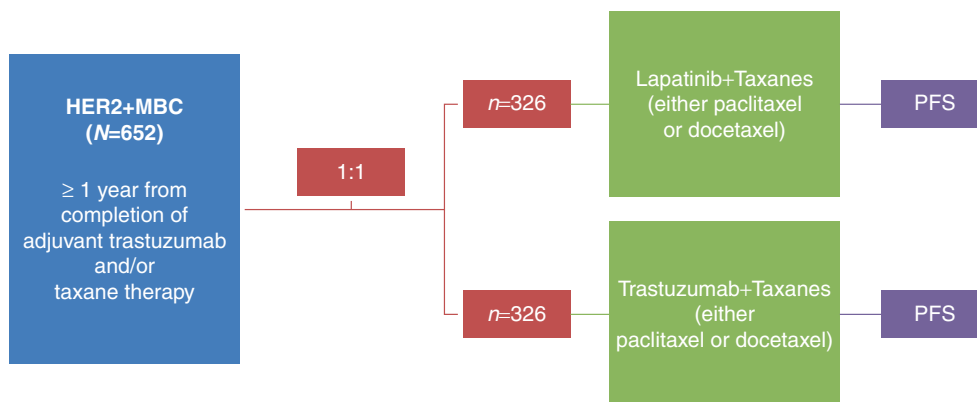 HER2+MBC
(N=652)
≥ 1 year from
completion of
adjuvant trastuzumab
and/or
taxane therapy
1:1
n=326
Lapatinib+Taxanes
(either paclitaxel
or docetaxel)
PFS
n=326
Trastuzumab+Taxanes
(either
paclitaxel or docetaxel)
PFS